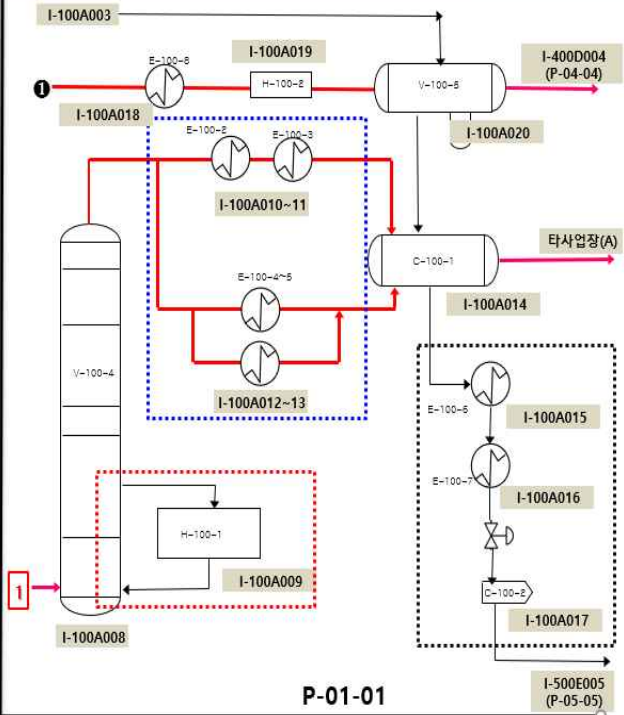 I-100A003
E-100-8
I-100A019
I-400D004
(P-04-04)
1
H-100-2
V-100-5
I-100A018
I-100A020
E-100-2
E-100-3
I-100A010~11
타사업장(A)
C-100-1
E-100-4~5
I-100A014
V-100-4
I-100A012~13
E-100-6
I-100A015
E-100-7
I-100A016
H-100-1
I-100A009
1
C-100-2
I-100A017
I-100A008
I-500E005
(P-05-05)
P-01-01